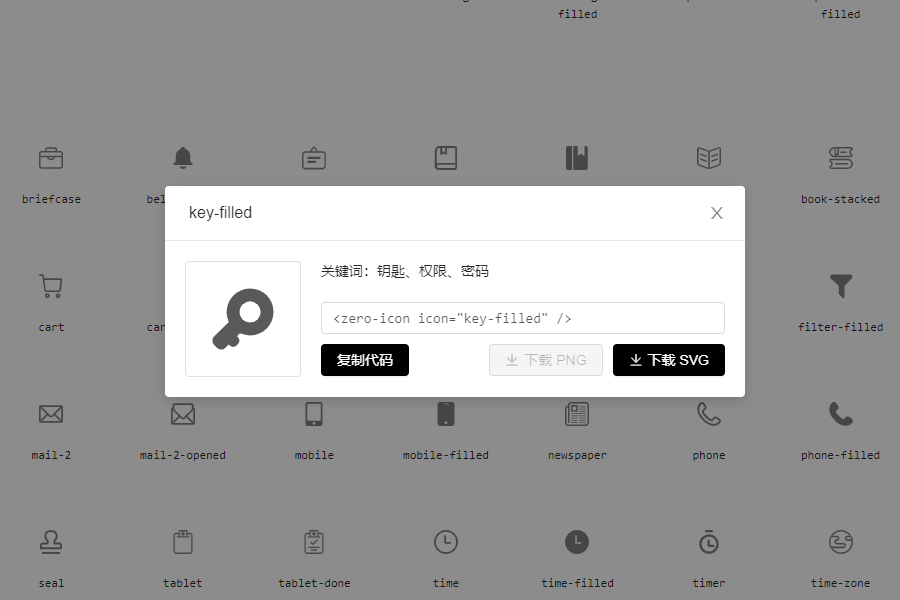 filled
filled
briefcase
bel
book-stacked
key-filled
关键词：钥匙、权限、密码
<zero-icon icon="key-filled" />
复制代码
下载 PNG
下载 SVG
cart
car
filter-filled
mail-2
mail-2-opened
mobile
mobile-filled
newspaper
phone
phone-filled
seal
tablet
tablet-done
time
time-filled
timer
time-zone